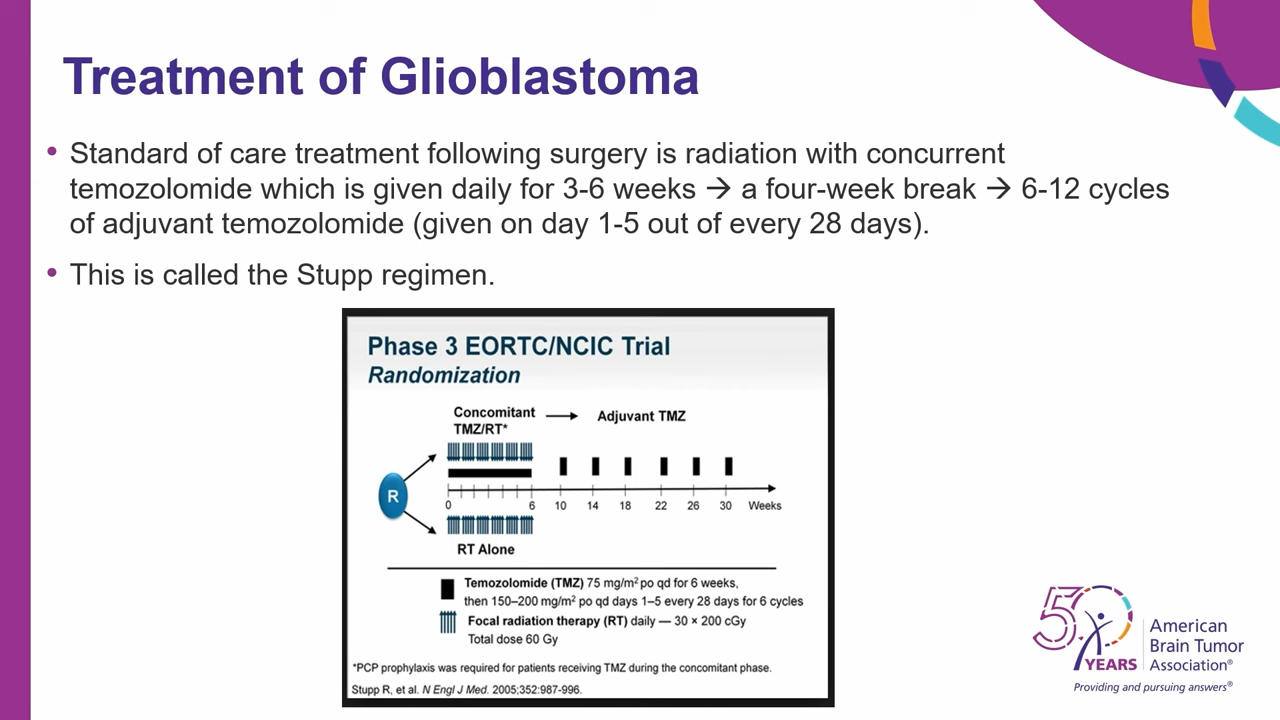 Treatment of Glioblastoma
• Standard of care treatment following surgery is radiation with concurrent
temozolomide which is given daily for 3-6 weeks → a four-week break → 6-12 cycles
of adjuvant temozolomide (given on day 1-5 out of every 28 days).
• This is called the Stupp regimen.
Phase 3 EORTC/NCIC Trial
Randomization
Concomitant
TMZ/RT*
Adjuvant TMZ
R
0 6 10 14 18 22 26 30 Weeks
RT Alone
Temozolomide (TMZ) 75 mg/m² po qd for 6 weeks,
then 150–200 mg/m² po qd days 1–5 every 28 days for 6 cycles
Focal radiation therapy (RT) daily — 30 × 200 cGy
Total dose 60 Gy
*PCP prophylaxis was required for patients receiving TMZ during the concomitant phase.
Stupp R, et al. N Engl J Med. 2005;352:987-996.
50
YEARS
American
Brain Tumor
Association®
Providing and pursuing answers®